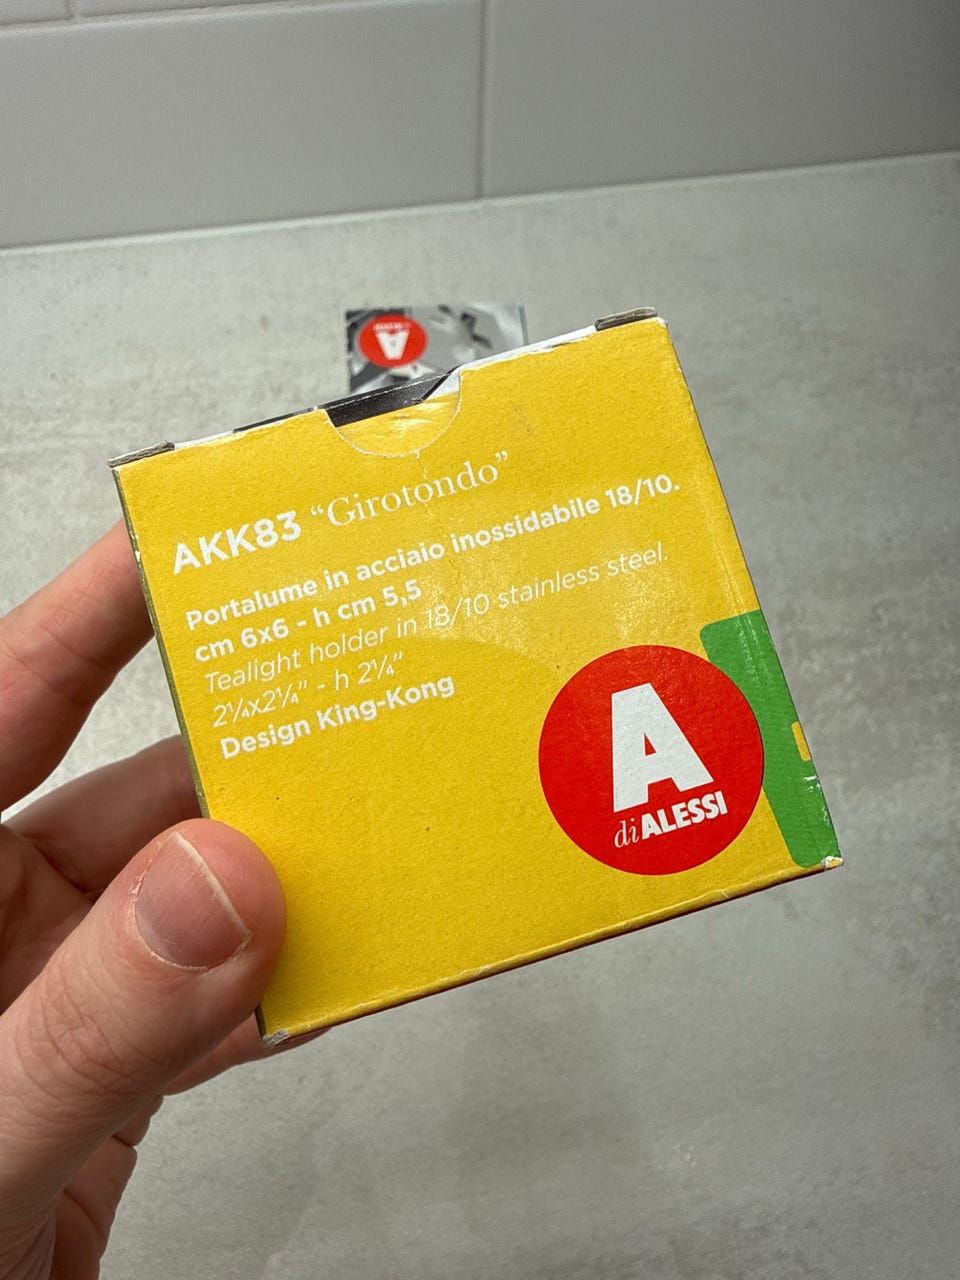 AKK83 “Girotondo”
Portalume in acciaio inossidabile 18/10.
cm 6x6 - h cm 5,5
Tealight holder in 18/10 stainless steel.
2¼x2¼" - h 2¼"
Design King-Kong
A
di ALESSI
A